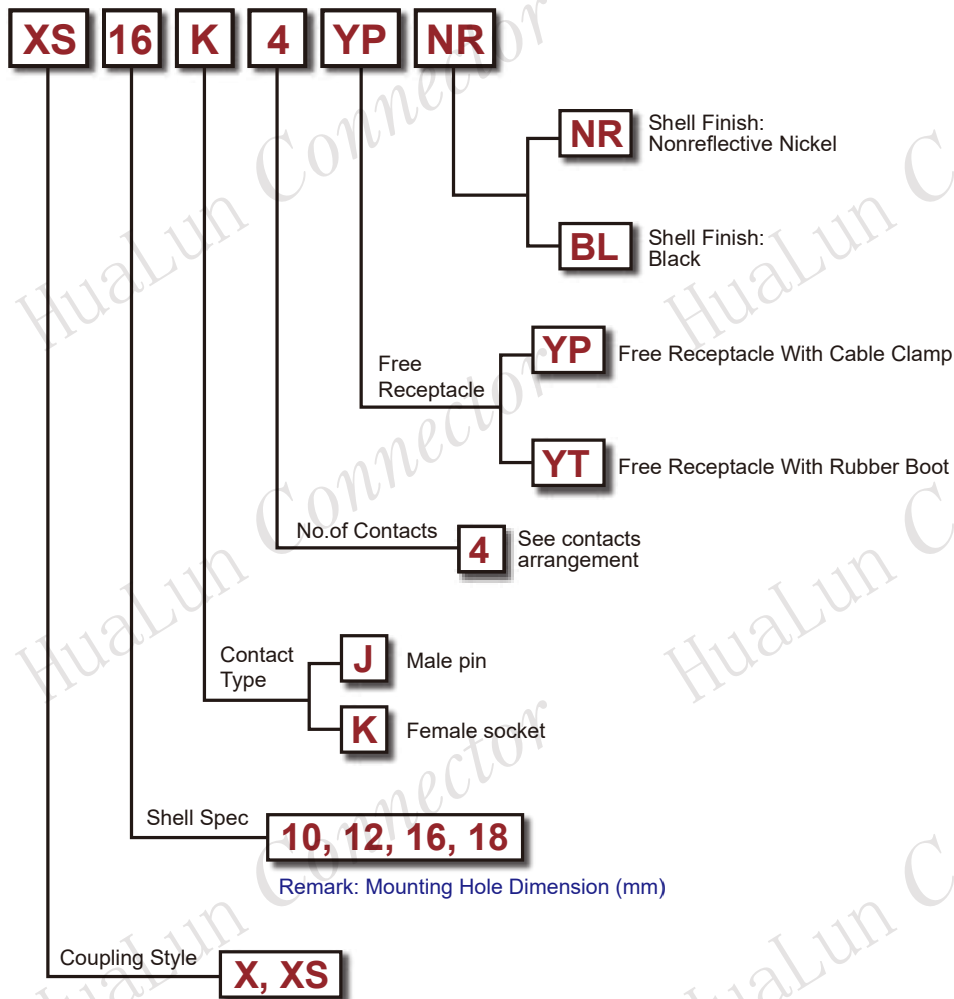 XS 16 K 4 YP NR
NR Shell Finish:
Nonreflective Nickel
BL Shell Finish:
Black
Free
Receptacle
YP Free Receptacle With Cable Clamp
YT Free Receptacle With Rubber Boot
No.of Contacts 4 See contacts
arrangement
Contact
Type
J Male pin
K Female socket
Shell Spec 10, 12, 16, 18
Remark: Mounting Hole Dimension (mm)
Coupling Style X, XS
HuaLun Connector
HuaLun C
HuaLun Connector
HuaLun C
HuaLun Connector
HuaLun C